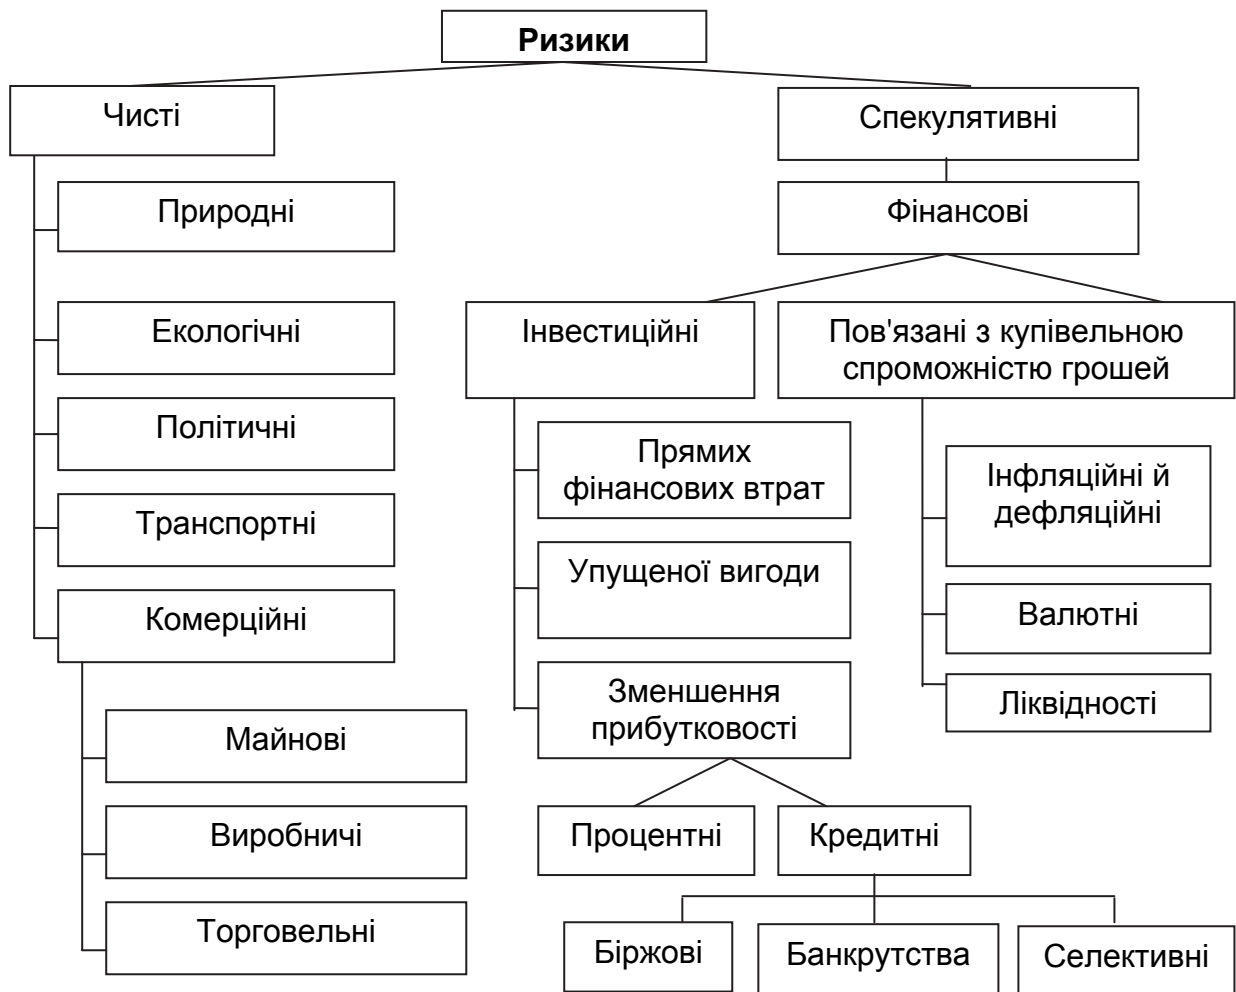 Ризики
Чисті
Спекулятивні
Природні
Фінансові
Екологічні
Інвестиційні
Пов'язані з купівельною
спроможністю грошей
Політичні
Прямих
фінансових втрат
Інфляційні й
дефляційні
Транспортні
Упущеної вигоди
Комерційні
Валютні
Зменшення
прибутковості
Ліквідності
Майнові
Виробничі
Процентні
Кредитні
Торговельні
Біржові
Банкрутства
Селективні